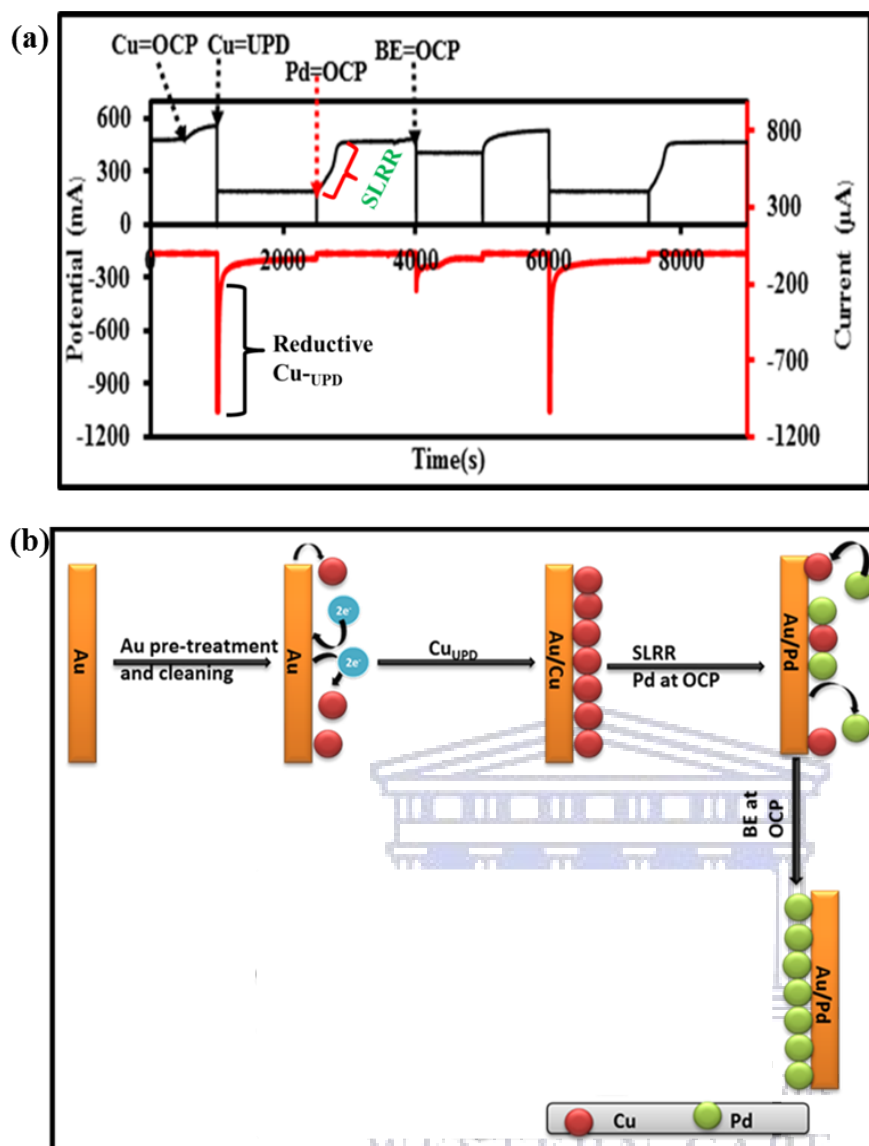 (a)
Cu=OCP Cu=UPD Pd=OCP BE=OCP
600
300
0
-300
-600
-900
-1200
Potential (mA)
800
300
-200
-700
-1200
Current (µA)
0 2000 4000 6000 8000
SLRR
Reductive
Cu-UPD
Time(s)
(b)
Au
Au pre-treatment
and cleaning
Au
2e-
2e-
CuUPD
Au/Cu
SLRR
Pd at OCP
Au/Pd
BE at
OCP
Au/Pd
Cu Pd